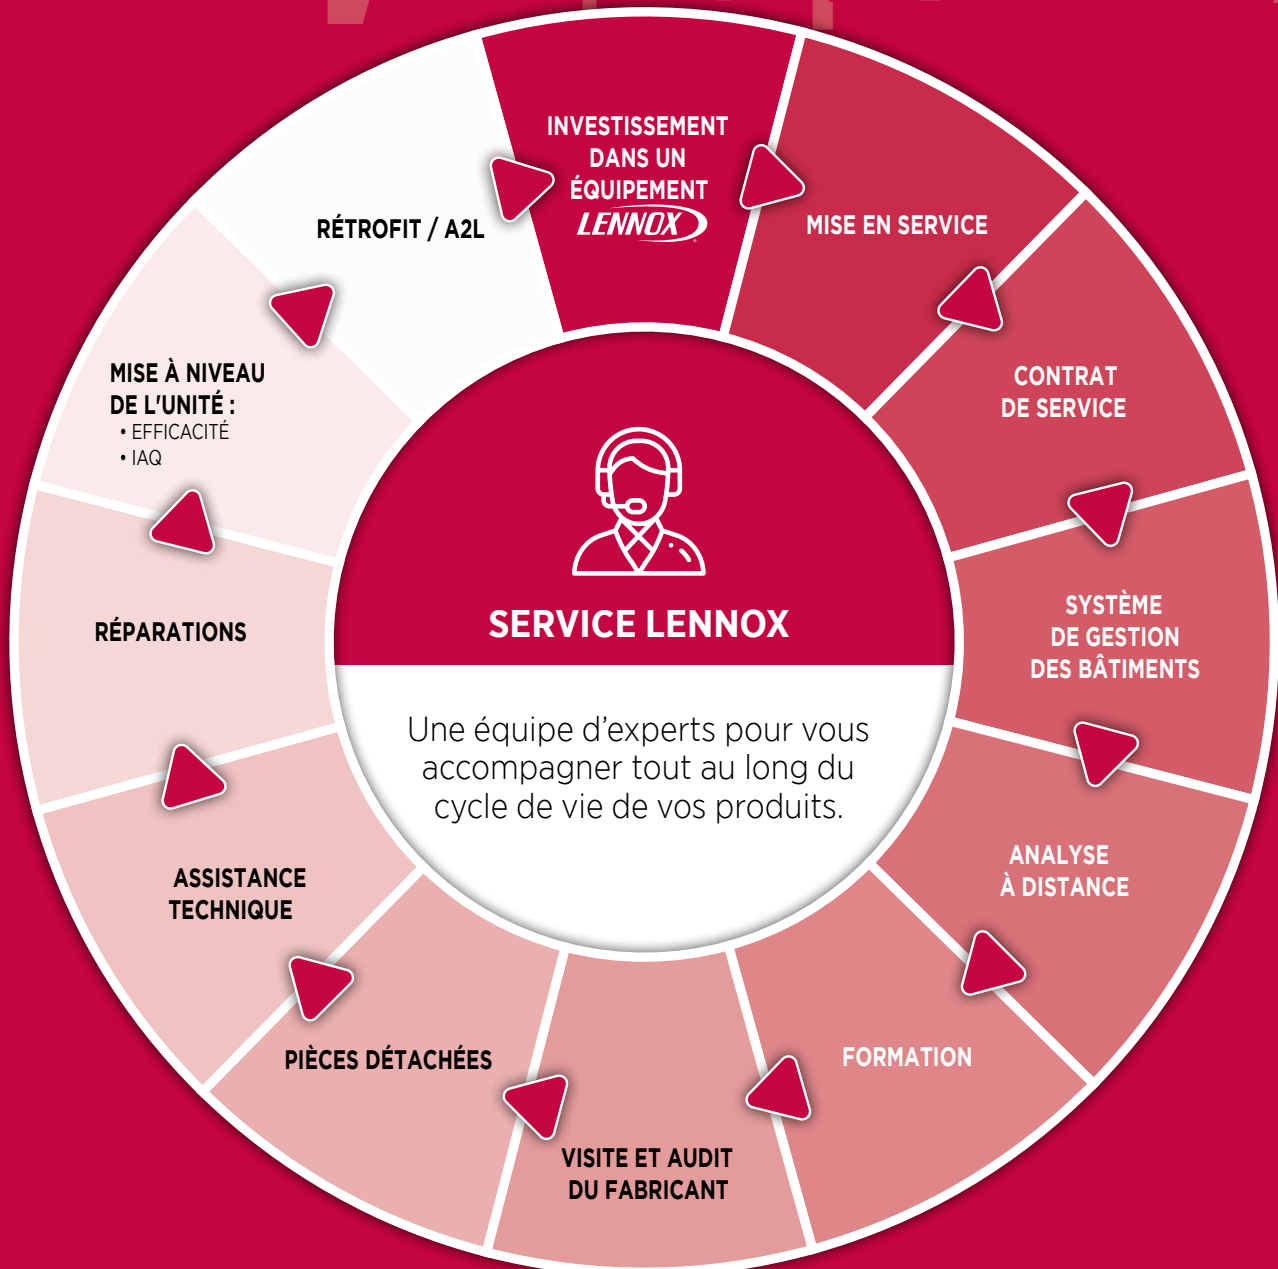 INVESTISSEMENT
DANS UN
ÉQUIPEMENT
LENNOX
MISE EN SERVICE
CONTRAT
DE SERVICE
SYSTÈME
DE GESTION
DES BÂTIMENTS
ANALYSE
À DISTANCE
FORMATION
VISITE ET AUDIT
DU FABRICANT
PIÈCES DÉTACHÉES
ASSISTANCE
TECHNIQUE
RÉPARATIONS
MISE À NIVEAU
DE L'UNITÉ :
• EFFICACITÉ
• IAQ
RÉTROFIT / A2L
SERVICE LENNOX
Une équipe d’experts pour vous
accompagner tout au long du
cycle de vie de vos produits.